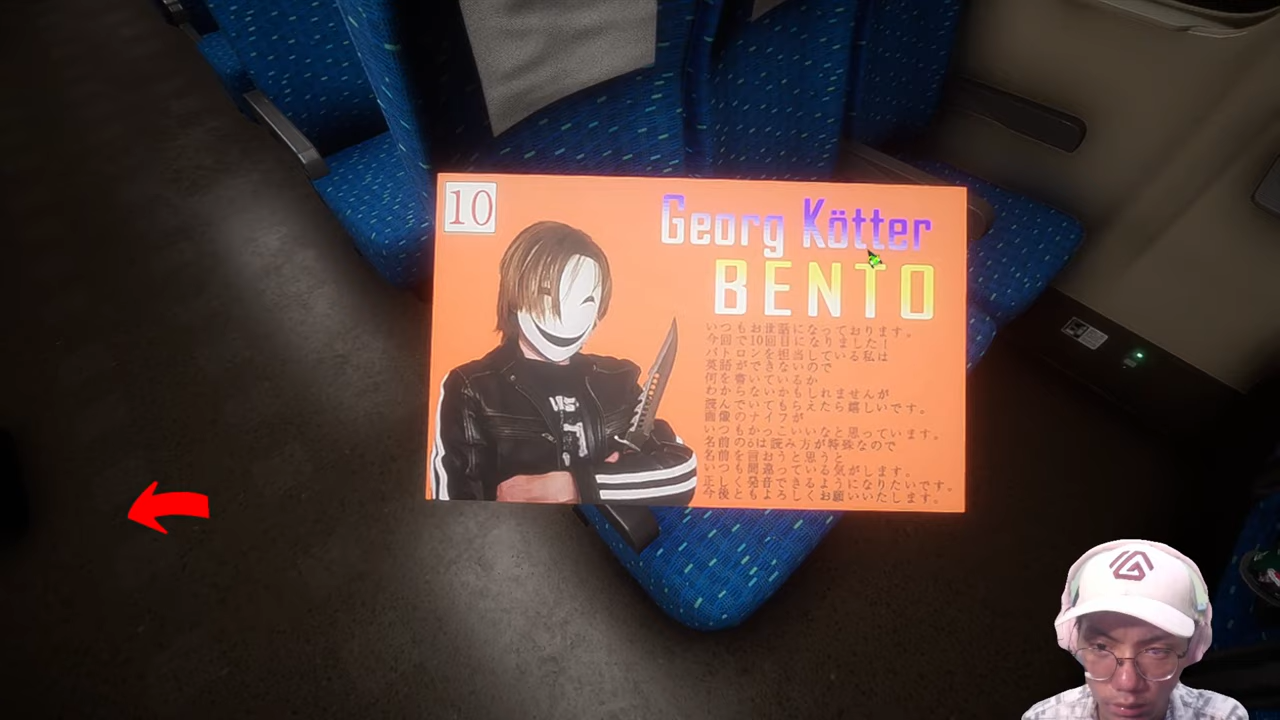 10
Georg Kötter
BENTO
いつもお世話になっております。
今回で10回目になりました！
パトロンを担当している私は
英語ができないので
何を書いているか
わからないかもしれませんが
読んでいてもらえたら嬉しいです。
画像のナイフが
いつもかっこいいなと思っています。
名前のöは読み方が特殊なので
名前を言おうと思うと
いつも間違っている気がします。
正しく発音できるようになりたいです。
今後ともよろしくお願いいたします。